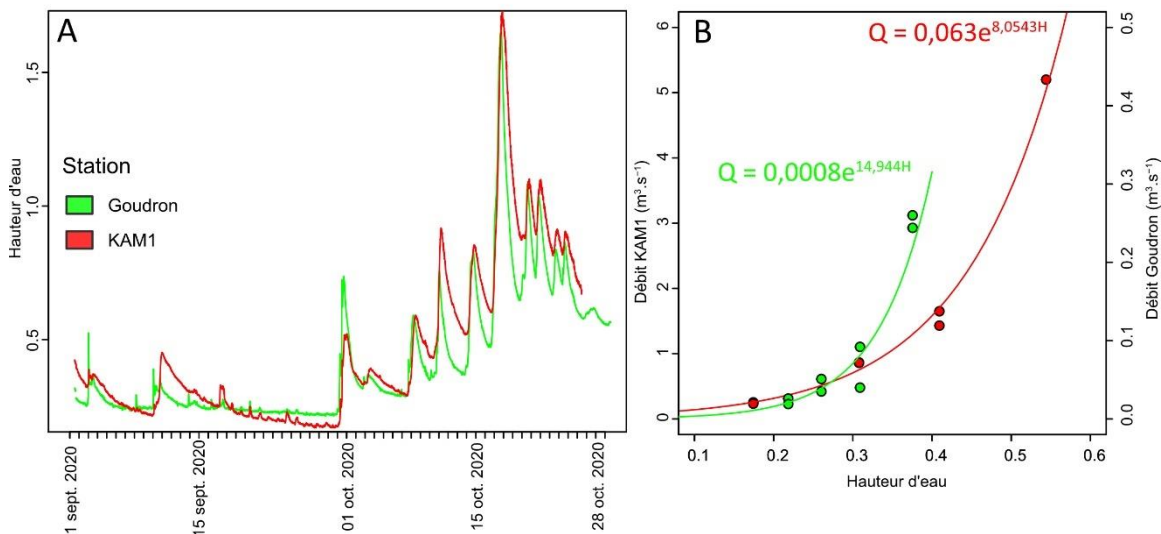 A
Hauteur d'eau
1.5
1.0
0.5
Station
Goudron
KAM1
1 sept. 2020
15 sept. 2020
01 oct. 2020
15 oct. 2020
28 oct. 2020
B
Q = 0,063e^8,0543H
Q = 0,0008e^14,944H
Débit KAM1 (m³.s⁻¹)
6
5
4
3
2
1
0
0.1 0.2 0.3 0.4 0.5 0.6
Hauteur d'eau
0.5
0.4
0.3
0.2
0.1
0.0
Débit Goudron (m³.s⁻¹)